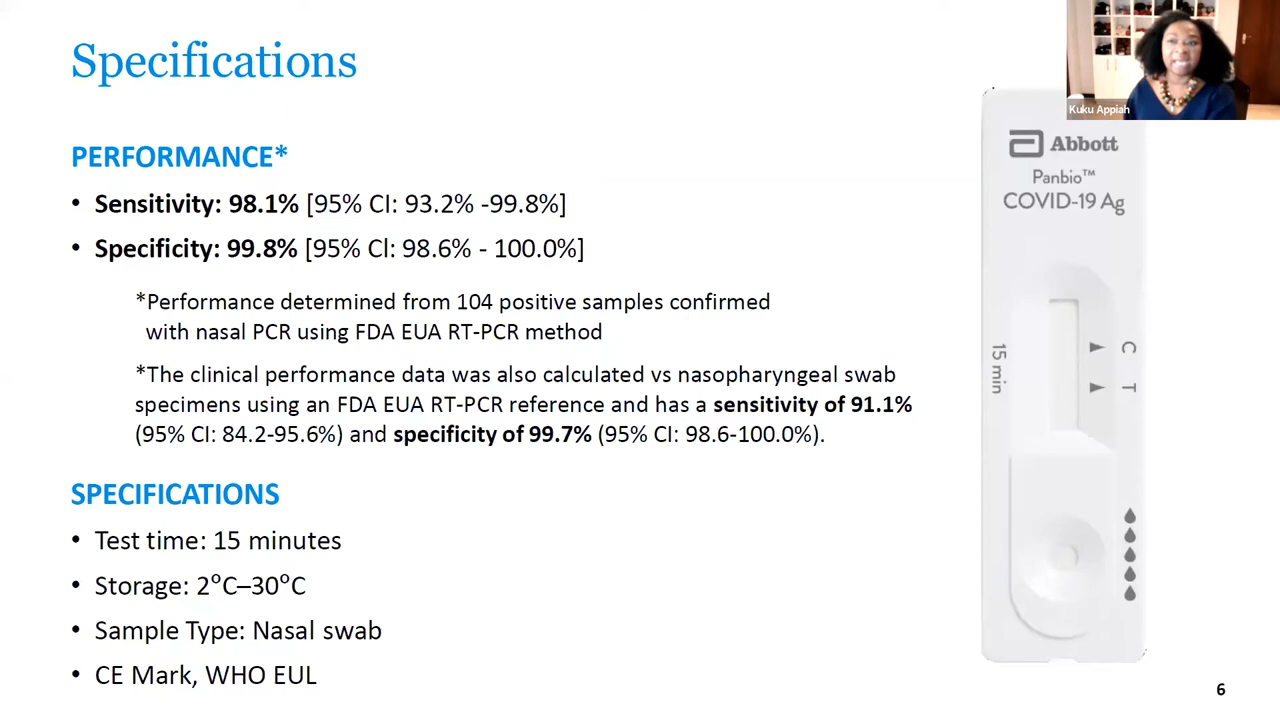 Specifications
Kuku Appiah
PERFORMANCE*
• Sensitivity: 98.1% [95% CI: 93.2% -99.8%]
• Specificity: 99.8% [95% Cl: 98.6% - 100.0%]
*Performance determined from 104 positive samples confirmed
with nasal PCR using FDA EUA RT-PCR method
*The clinical performance data was also calculated vs nasopharyngeal swab
specimens using an FDA EUA RT-PCR reference and has a sensitivity of 91.1%
(95% CI: 84.2-95.6%) and specificity of 99.7% (95% CI: 98.6-100.0%).
SPECIFICATIONS
• Test time: 15 minutes
• Storage: 2°C–30°C
• Sample Type: Nasal swab
• CE Mark, WHO EUL
Abbott
Panbio™
COVID-19 Ag
15 min
C
T
6